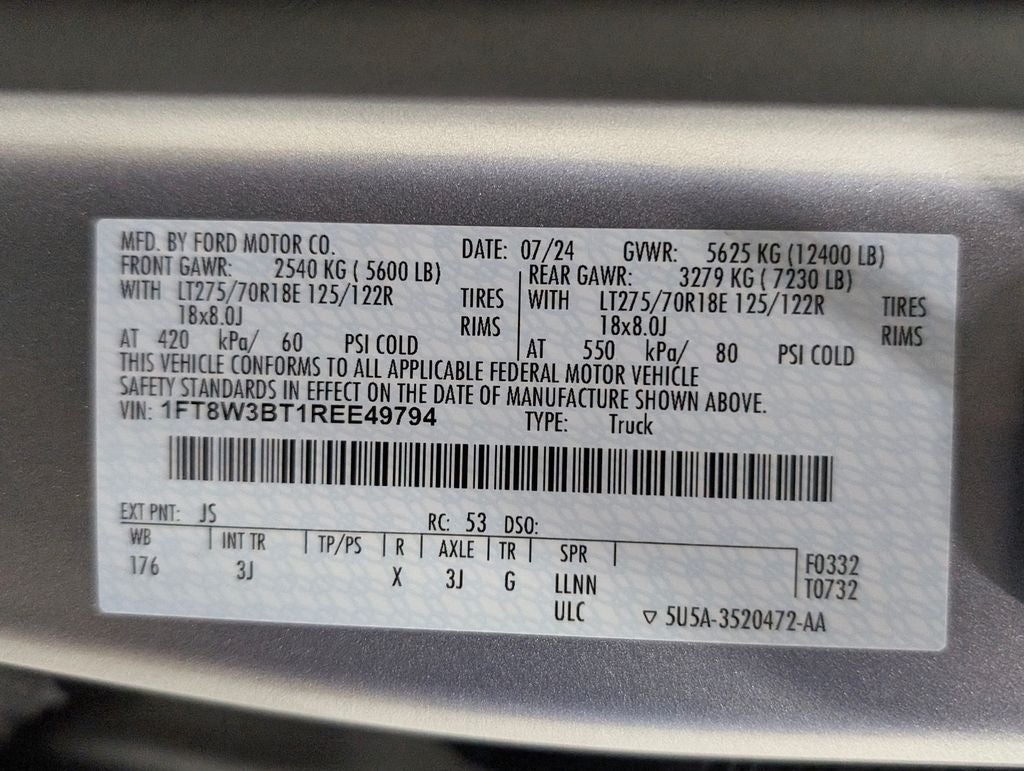 MFD. BY FORD MOTOR CO. DATE: 07/24 GVWR: 5625 KG (12400 LB)
FRONT GAWR: 2540 KG ( 5600 LB) REAR GAWR: 3279 KG ( 7230 LB)
WITH LT275/70R18E 125/122R TIRES WITH LT275/70R18E 125/122R TIRES
18x8.0J RIMS 18x8.0J RIMS
AT 420 kPa/ 60 PSI COLD AT 550 kPa/ 80 PSI COLD
THIS VEHICLE CONFORMS TO ALL APPLICABLE FEDERAL MOTOR VEHICLE
SAFETY STANDARDS IN EFFECT ON THE DATE OF MANUFACTURE SHOWN ABOVE.
VIN: 1FT8W3BT1REE49794 TYPE: Truck
EXT PNT: JS RC: 53 DSO:
WB INT TR TP/PS R AXLE TR SPR F0332
176 3J X 3J G LLNN T0732
ULC ▽ 5U5A-3520472-AA